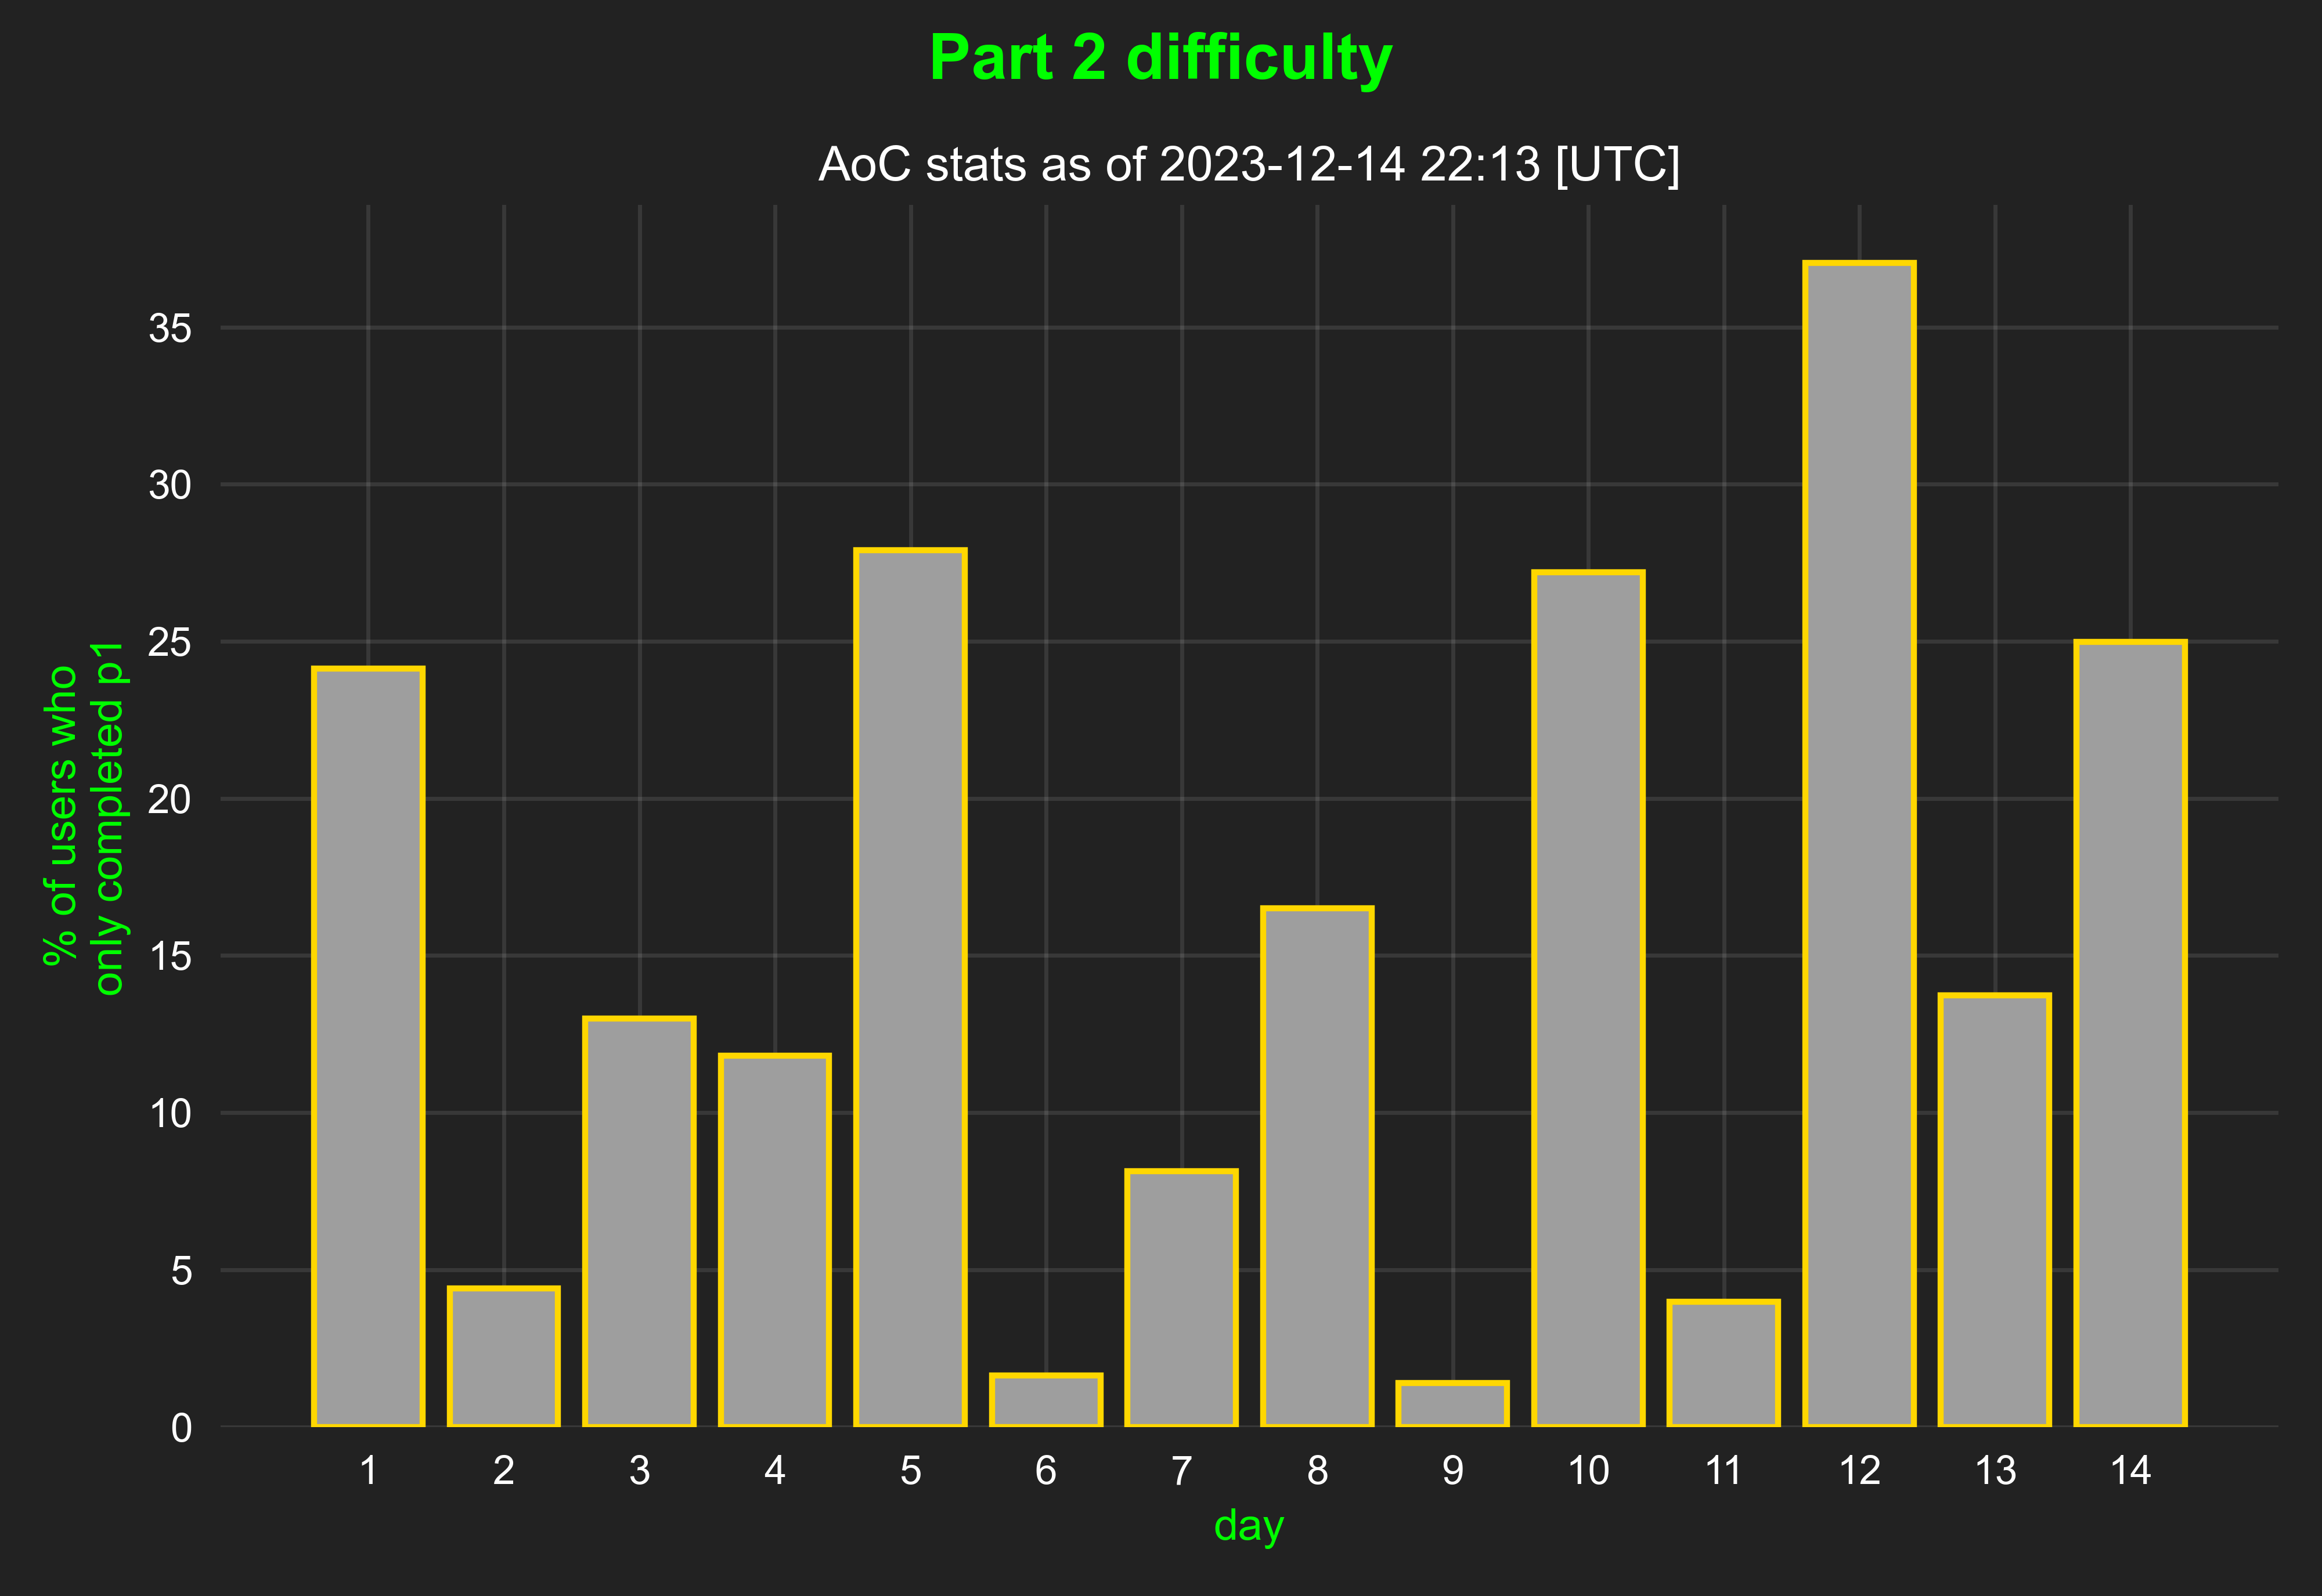 Part 2 difficulty
AoC stats as of 2023-12-14 22:13 [UTC]
% of users who
only completed p1
35
30
25
20
15
10
5
0
1 2 3 4 5 6 7 8 9 10 11 12 13 14
day